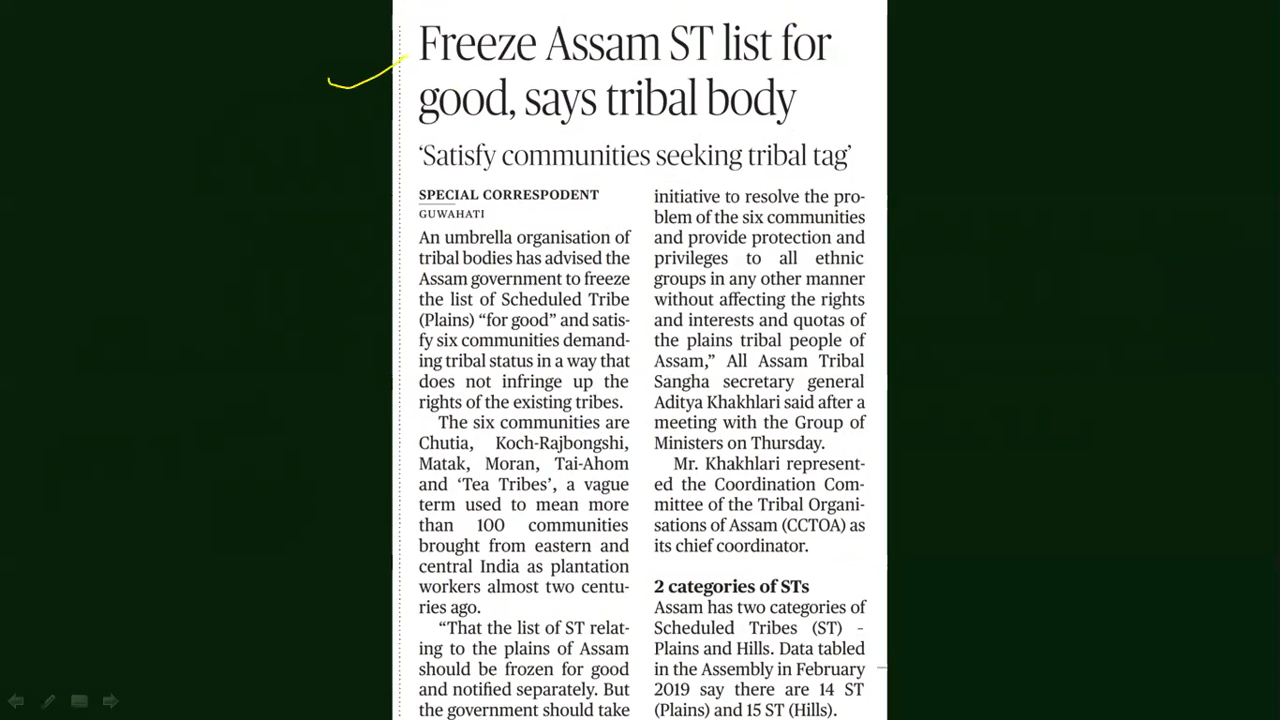 Freeze Assam ST list for
good, says tribal body
‘Satisfy communities seeking tribal tag’
SPECIAL CORRESPODENT
GUWAHATI
An umbrella organisation of
tribal bodies has advised the
Assam government to freeze
the list of Scheduled Tribe
(Plains) “for good” and satis-
fy six communities demand-
ing tribal status in a way that
does not infringe up the
rights of the existing tribes.
The six communities are
Chutia, Koch-Rajbongshi,
Matak, Moran, Tai-Ahom
and ‘Tea Tribes’, a vague
term used to mean more
than 100 communities
brought from eastern and
central India as plantation
workers almost two centu-
ries ago.
“That the list of ST relat-
ing to the plains of Assam
should be frozen for good
and notified separately. But
the government should take
initiative to resolve the pro-
blem of the six communities
and provide protection and
privileges to all ethnic
groups in any other manner
without affecting the rights
and interests and quotas of
the plains tribal people of
Assam,” All Assam Tribal
Sangha secretary general
Aditya Khakhlari said after a
meeting with the Group of
Ministers on Thursday.
Mr. Khakhlari represent-
ed the Coordination Com-
mittee of the Tribal Organi-
sations of Assam (CCTOA) as
its chief coordinator.
2 categories of STs
Assam has two categories of
Scheduled Tribes (ST) -
Plains and Hills. Data tabled
in the Assembly in February
2019 say there are 14 ST
(Plains) and 15 ST (Hills).